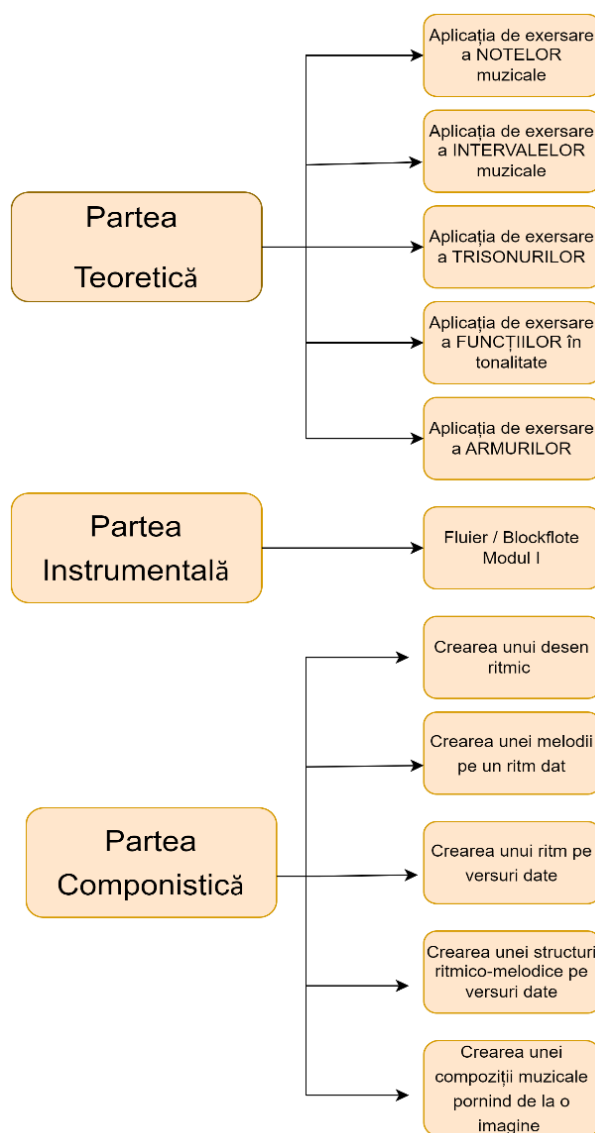 Partea
Teoretică
Aplicația de exersare
a NOTELOR
muzicale
Aplicația de exersare
a INTERVALELOR
muzicale
Aplicația de exersare
a TRISONURILOR
Aplicația de exersare
a FUNCȚIILOR în
tonalitate
Aplicația de exersare
a ARMURILOR
Partea
Instrumentală
Fluier / Blockflote
Modul I
Partea
Componistică
Crearea unui desen
ritmic
Crearea unei melodii
pe un ritm dat
Crearea unui ritm pe
versuri date
Crearea unei structuri
ritmico-melodice pe
versuri date
Crearea unei
compoziții muzicale
pornind de la o
imagine